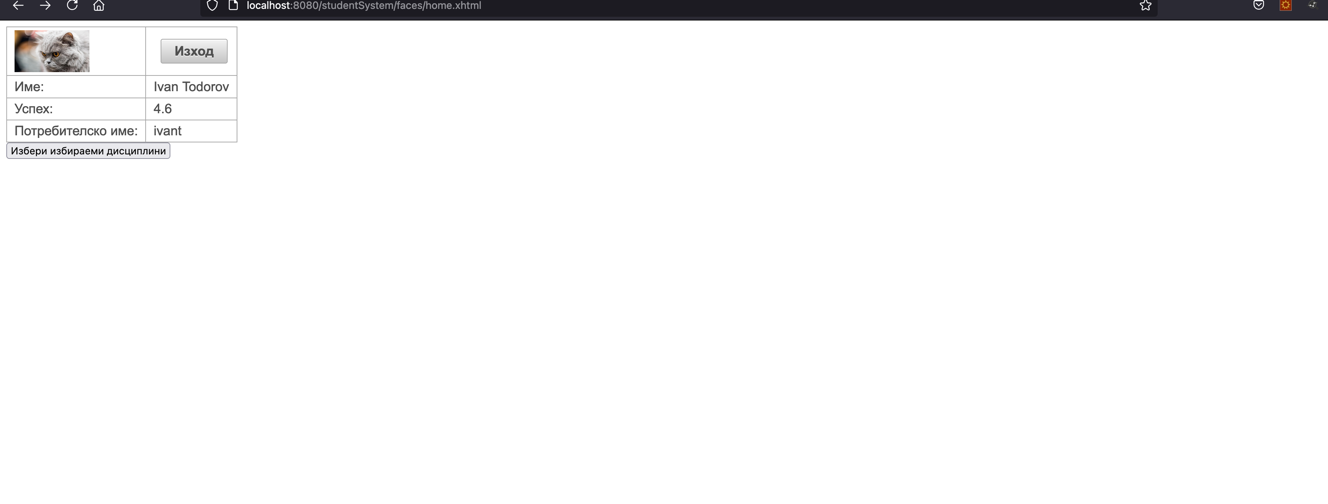 localhost:8080/studentSystem/faces/home.xhtml
Изход
Име: Ivan Todorov
Успех: 4.6
Потребителско име: ivant
Избери избираеми дисциплини